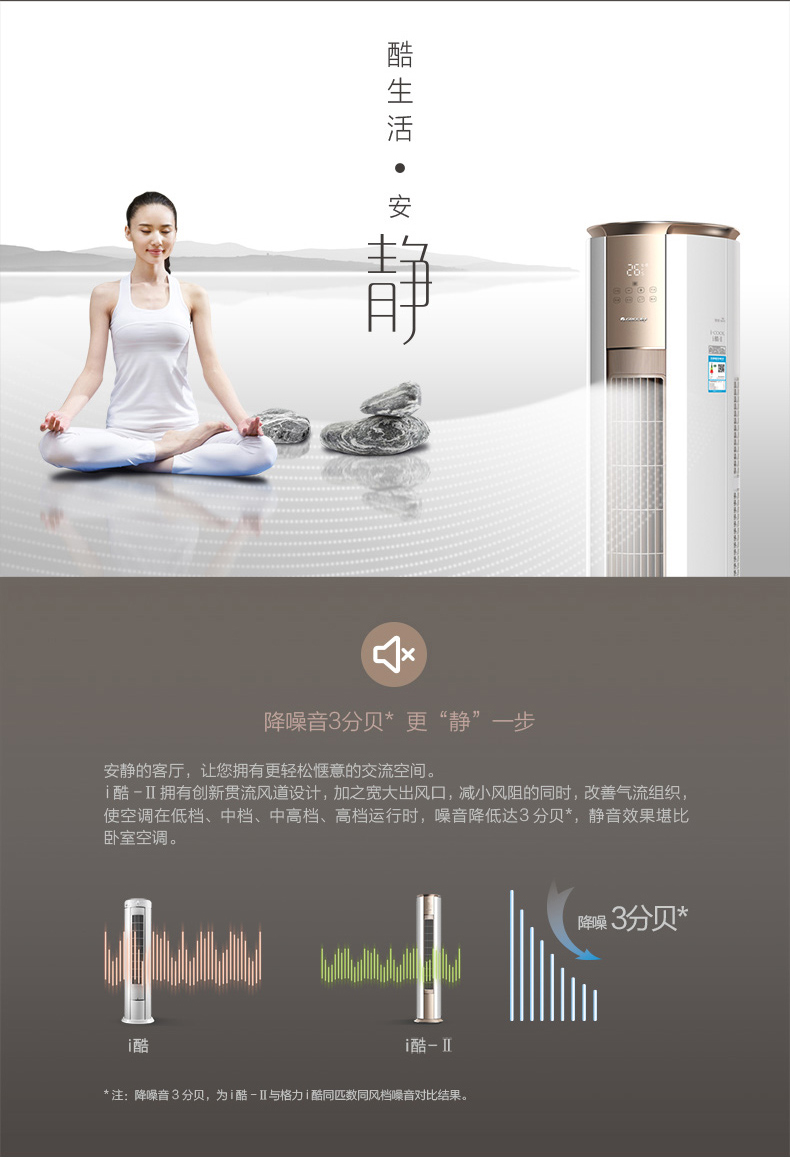 酷生活·安静
26
降噪音3分贝* 更“静”一步
安静的客厅，让您拥有更轻松惬意的交流空间。
i酷-II拥有创新贯流风道设计，加之宽大出风口，减小风阻的同时，改善气流组织，
使空调在低档、中档、中高档、高档运行时，噪音降低达3分贝*，静音效果堪比
卧室空调。
降噪 3分贝*
i酷
i酷-II
*注：降噪音3分贝，为i酷-II与格力i酷同匹数同风档噪音对比结果。